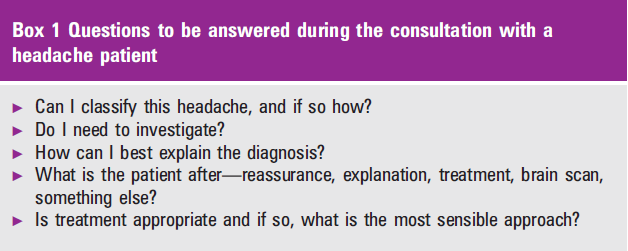 Box 1 Questions to be answered during the consultation with a
headache patient
► Can I classify this headache, and if so how?
► Do I need to investigate?
► How can I best explain the diagnosis?
► What is the patient after—reassurance, explanation, treatment, brain scan,
something else?
► Is treatment appropriate and if so, what is the most sensible approach?